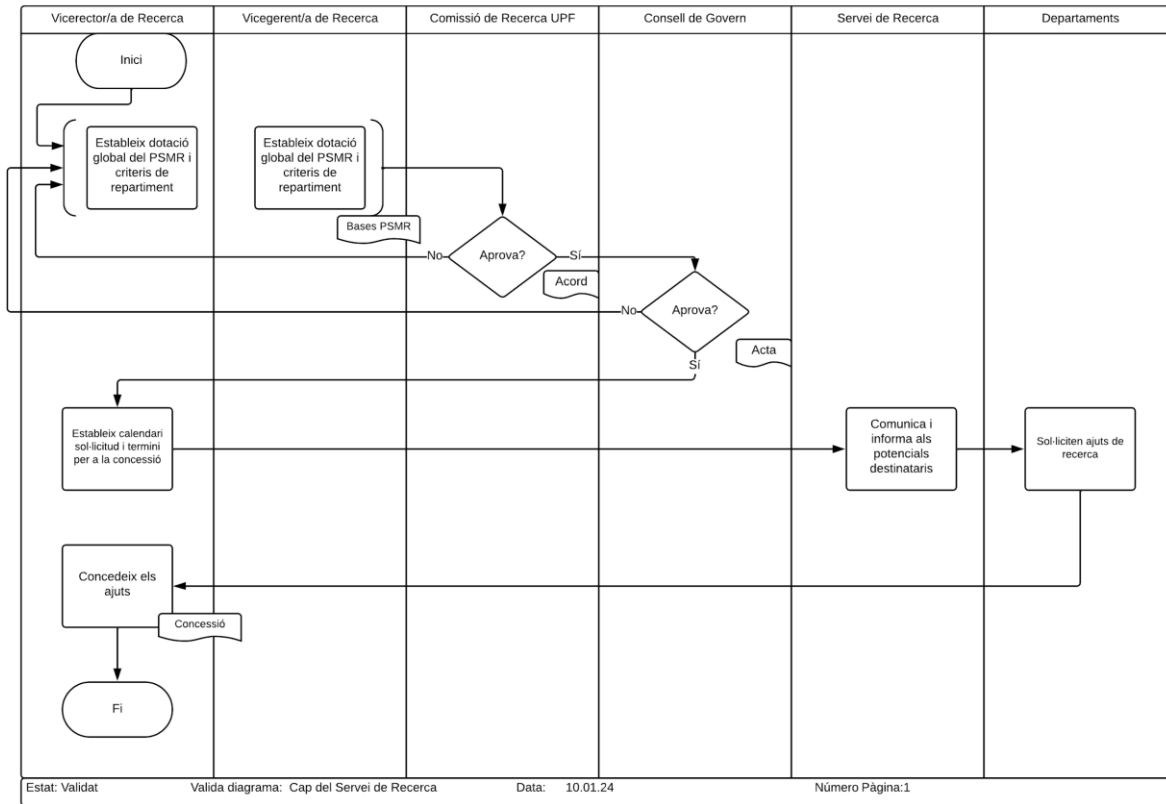 Vicerector/a de Recerca
Vicegerent/a de Recerca
Comissió de Recerca UPF
Consell de Govern
Servei de Recerca
Departaments
Inici
Estableix dotació
global del PSMR i
criteris de
repartiment
Estableix dotació
global del PSMR i
criteris de
repartiment
Bases PSMR
No
Aprova?
Sí
Acord
No
Aprova?
Acta
Sí
Estableix calendari
sol·licitud i termini
per a la concessió
Comunica i
informa als
potencials
destinataris
Sol·liciten ajuts de
recerca
Concedeix els
ajuts
Concessió
Fi
Estat: Validat
Valida diagrama: Cap del Servei de Recerca
Data: 10.01.24
Número Pàgina:1